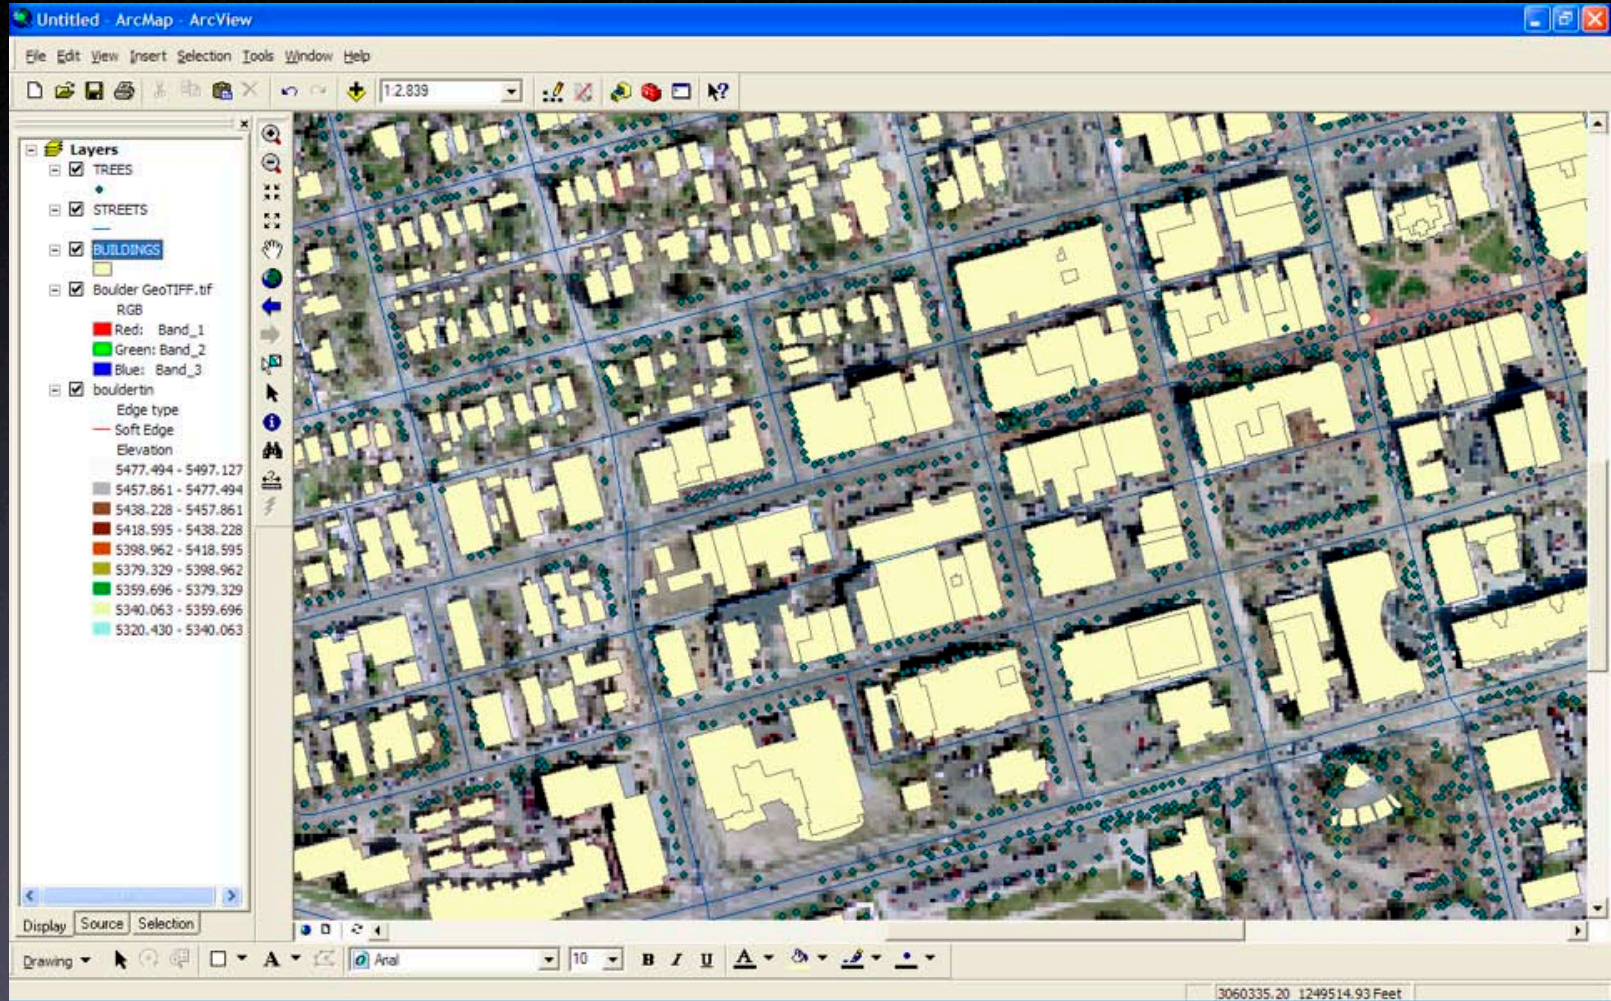 Untitled - ArcMap - ArcView
File Edit View Insert Selection Tools Window Help
1:2,839
Layers
TREES
STREETS
BUILDINGS
Boulder GeoTIFF.tif
RGB
Red: Band_1
Green: Band_2
Blue: Band_3
bouldertin
Edge type
Soft Edge
Elevation
5477.494 - 5497.127
5457.861 - 5477.494
5438.228 - 5457.861
5418.595 - 5438.228
5398.962 - 5418.595
5379.329 - 5398.962
5359.696 - 5379.329
5340.063 - 5359.696
5320.430 - 5340.063
Display Source Selection
Drawing A Arial 10 B I U A
3060335.20 1249514.93 Feet